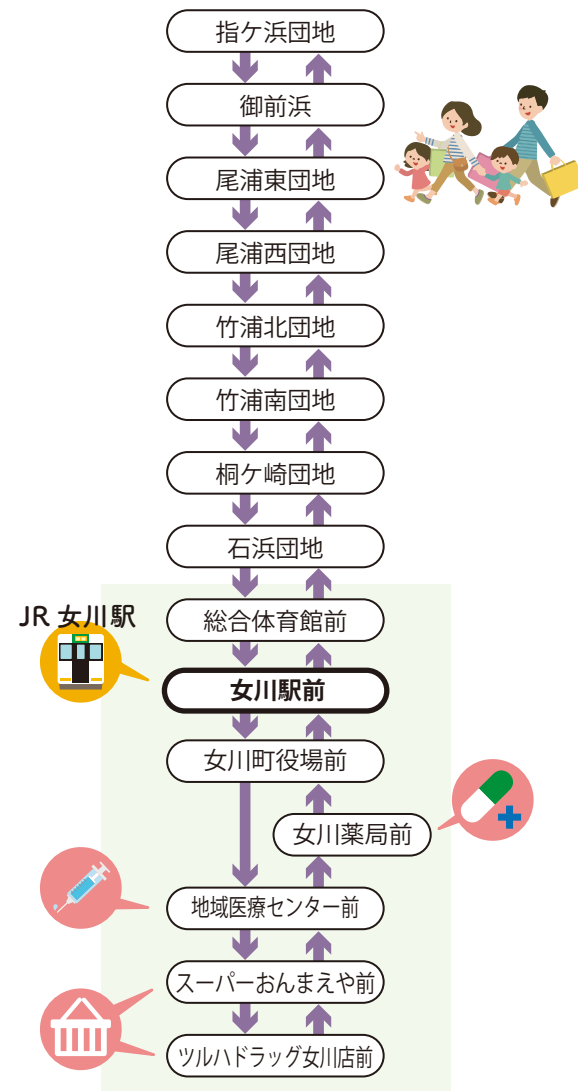 指ケ浜団地
御前浜
尾浦東団地
尾浦西団地
竹浦北団地
竹浦南団地
桐ケ崎団地
石浜団地
JR 女川駅
総合体育館前
女川駅前
女川町役場前
女川薬局前
地域医療センター前
スーパーおんまえや前
ツルハドラッグ女川店前